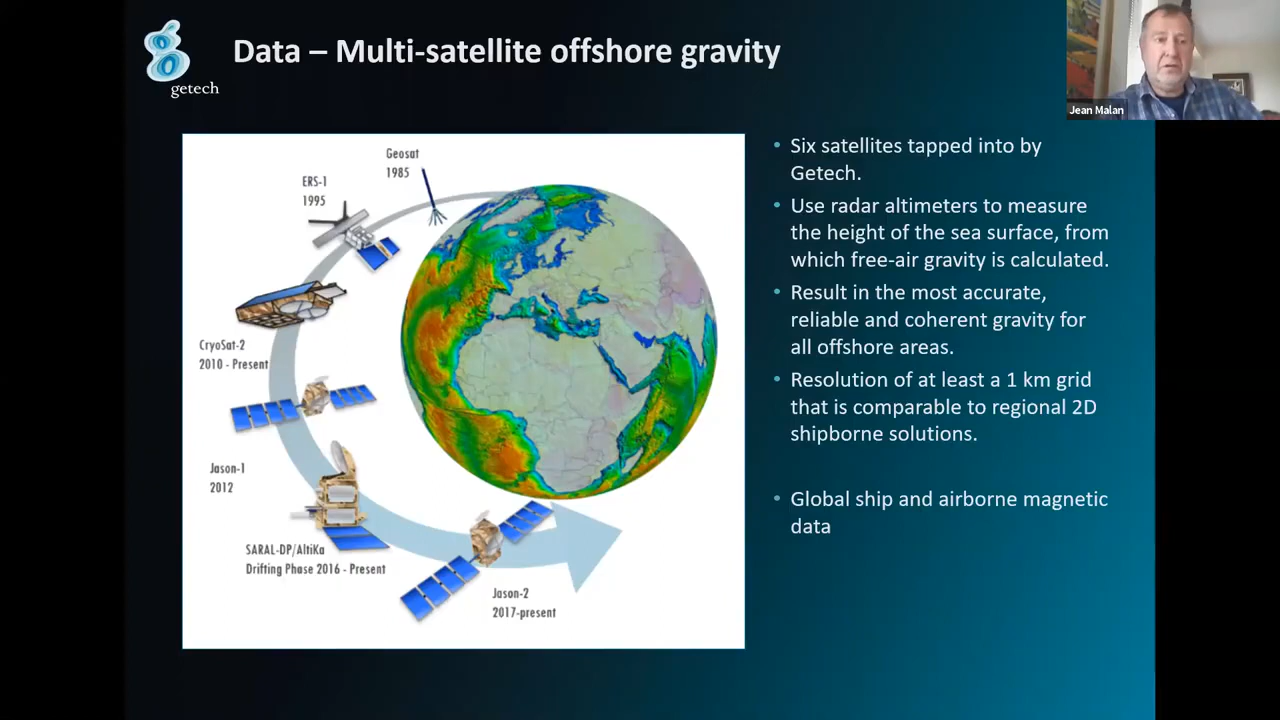 getech
Data – Multi-satellite offshore gravity
Jean Malan
Geosat
1985
ERS-1
1995
CryoSat-2
2010 - Present
Jason-1
2012
SARAL-DP/AltiKa
Drifting Phase 2016 - Present
Jason-2
2017-present
• Six satellites tapped into by
Getech.
• Use radar altimeters to measure
the height of the sea surface, from
which free-air gravity is calculated.
• Result in the most accurate,
reliable and coherent gravity for
all offshore areas.
• Resolution of at least a 1 km grid
that is comparable to regional 2D
shipborne solutions.
• Global ship and airborne magnetic
data